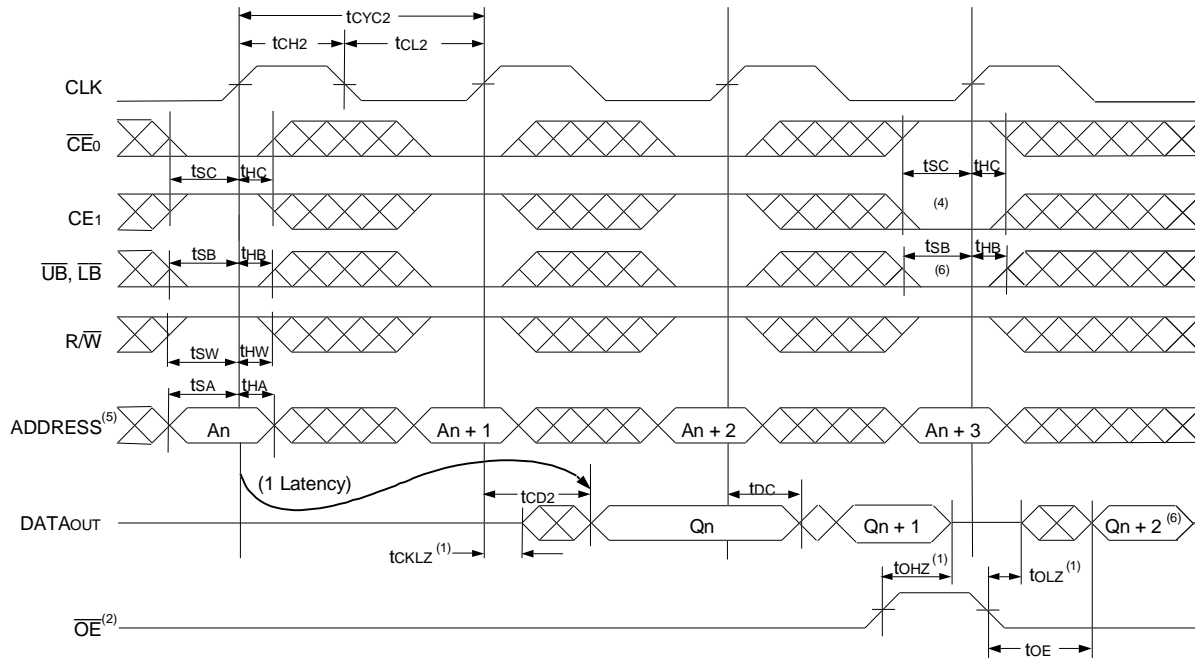 tCYC2
tCH2 tCL2
CLK
CE0
tSC tHC tSC tHC
CE1 (4)
tSB tHB tSB tHB
UB, LB (6)
R/W
tSW tHW
tSA tHA
ADDRESS(5) An An + 1 An + 2 An + 3
(1 Latency) tCD2 tDC
DATAOUT Qn Qn + 1 Qn + 2 (6)
tCKLZ (1) tOHZ (1) tOLZ (1)
OE(2)
tOE